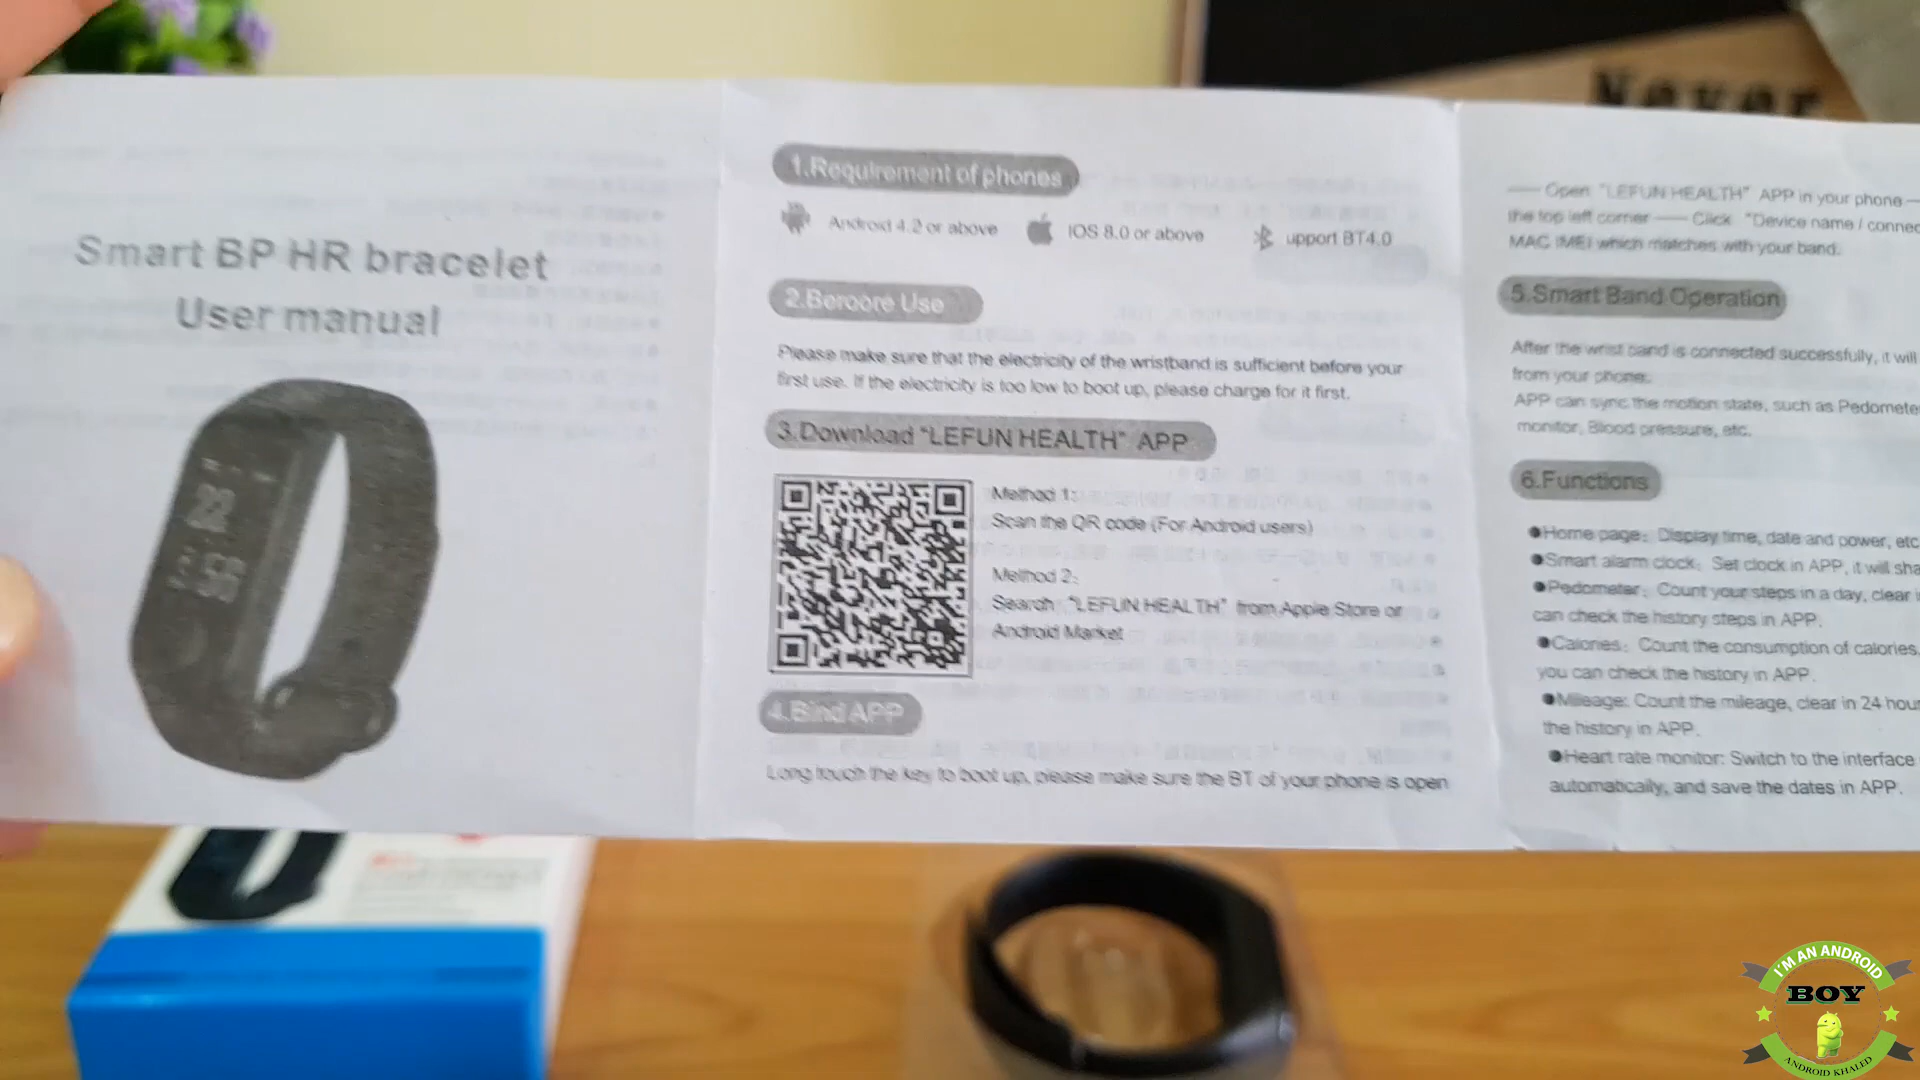 Never
Smart BP HR bracelet
User manual
22
56
1.Requirement of phones
Android 4.2 or above
IOS 8.0 or above
upport BT4.0
2.Beroore Use
Please make sure that the electricity of the wristband is sufficient before your
first use. If the electricity is too low to boot up, please charge for it first.
3.Download "LEFUN HEALTH" APP
Method 1:
Scan the QR code (For Android users)
Method 2:
Search "LEFUN HEALTH" from Apple Store or
Android Market
4.Bind APP
Long touch the key to boot up, please make sure the BT of your phone is open
—— Open "LEFUN HEALTH" APP in your phone —
the top left corner —— Click "Device name / connec
MAC IMEI which matches with your band.
5.Smart Band Operation
After the wrist band is connected successfully, it will
from your phone.
APP can sync the motion state, such as Pedomete
monitor, Blood pressure, etc.
6.Functions
●Home page: Display time, date and power, etc
●Smart alarm clock: Set clock in APP, it will sha
●Pedometer: Count your steps in a day, clear i
can check the history steps in APP.
●Calories: Count the consumption of calories.
you can check the history in APP.
●Mileage: Count the mileage, clear in 24 hour
the history in APP.
●Heart rate monitor: Switch to the interface
automatically, and save the dates in APP.
I'M AN ANDROID
BOY
ANDROID KHALED